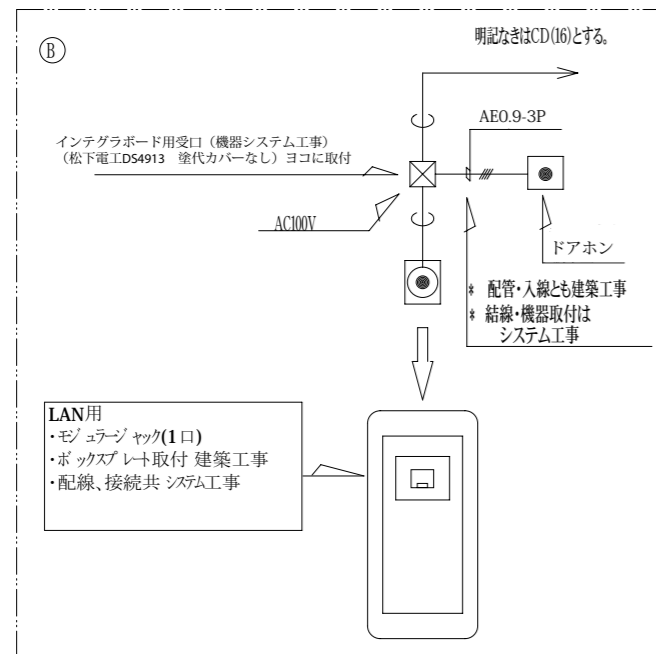 B
明記なきはCD(16)とする。
AE0.9-3P
インテグラボード用受口（機器システム工事）
（松下電工DS4913　塗代カバーなし）ヨコに取付
AC100V
ドアホン
* 配管・入線とも建築工事
* 結線・機器取付は
システム工事
LAN用
・モジュラージャック(1口)
・ボックスプレート取付 建築工事
・配線、接続共 システム工事